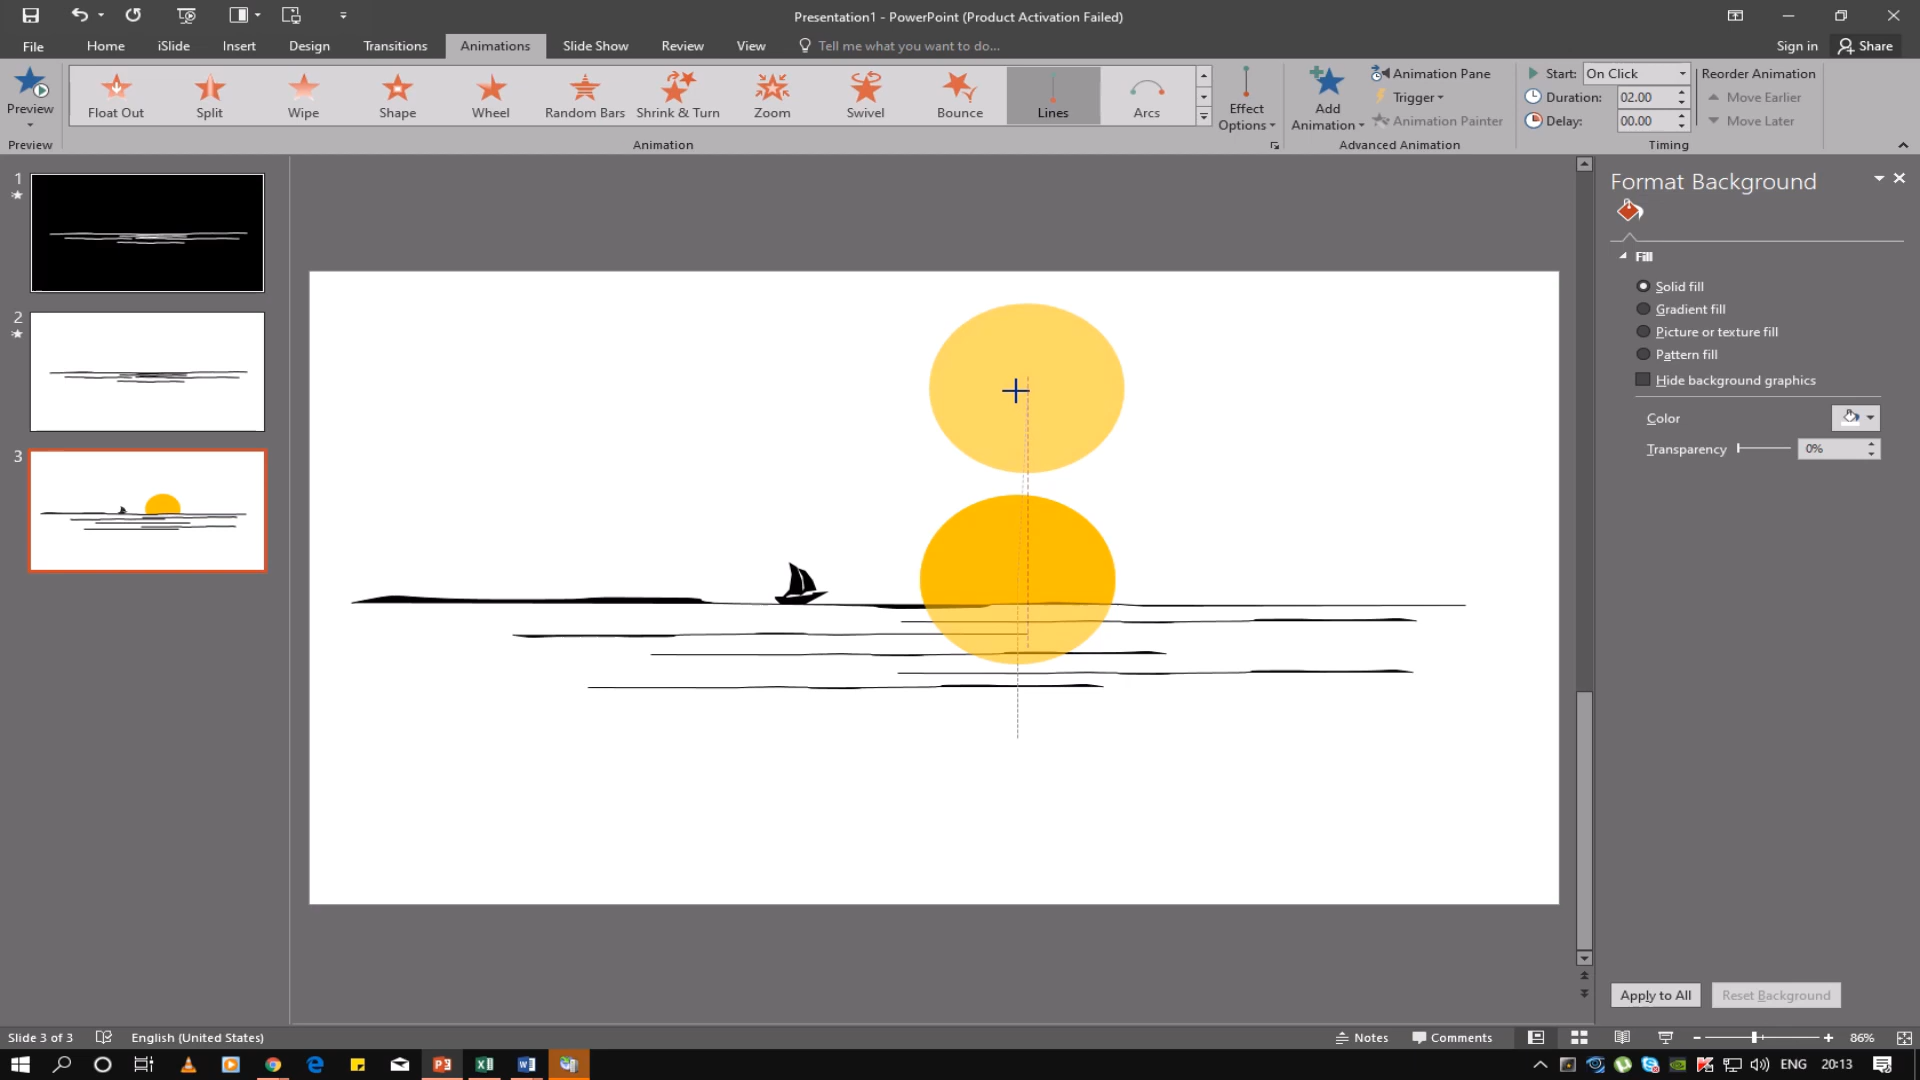 Presentation1 - PowerPoint (Product Activation Failed)
File Home iSlide Insert Design Transitions Animations Slide Show Review View Tell me what you want to do... Sign in Share
Preview
Float Out Split Wipe Shape Wheel Random Bars Shrink & Turn Zoom Swivel Bounce Lines Arcs
Effect Options
Add Animation
Animation Pane
Trigger
Animation Painter
Start: On Click
Duration: 02.00
Delay: 00.00
Reorder Animation
Move Earlier
Move Later
Preview Animation Advanced Animation Timing
1
2
3
Format Background
Fill
Solid fill
Gradient fill
Picture or texture fill
Pattern fill
Hide background graphics
Color
Transparency 0%
Apply to All Reset Background
Slide 3 of 3 English (United States) Notes Comments 86%
ENG 20:13